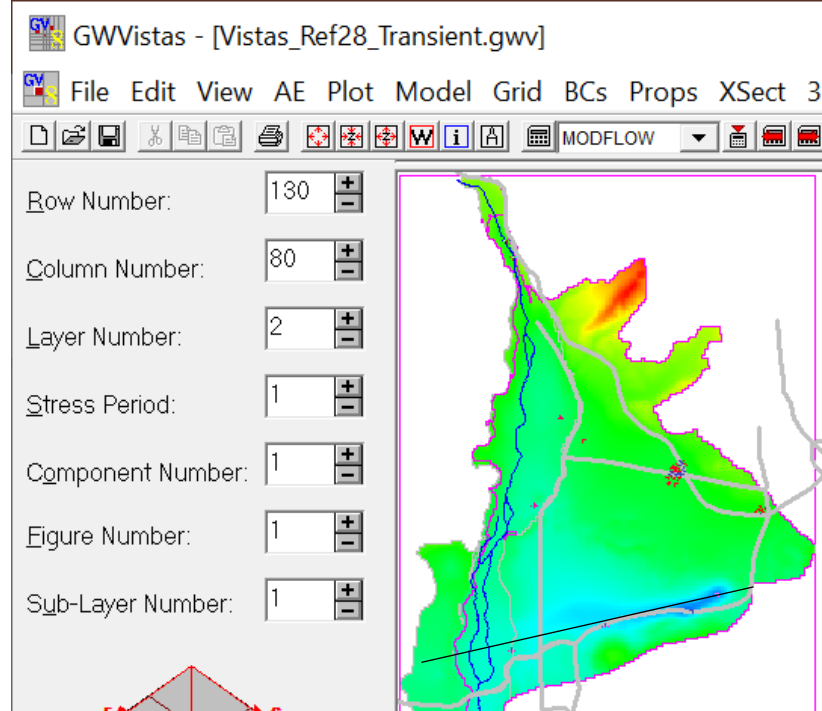 GWVistas - [Vistas_Ref28_Transient.gwv]
File Edit View AE Plot Model Grid BCs Props XSect 3
W i A MODFLOW
Row Number: 130
Column Number: 80
Layer Number: 2
Stress Period: 1
Component Number: 1
Figure Number: 1
Sub-Layer Number: 1